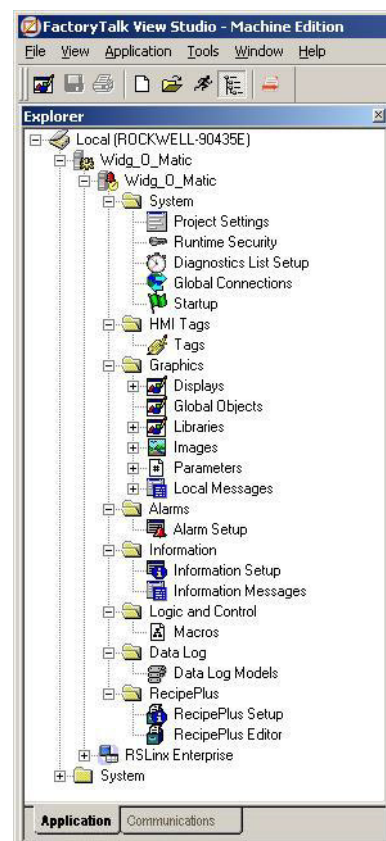 FactoryTalk View Studio - Machine Edition
File View Application Tools Window Help
Explorer
Local (ROCKWELL-90435E)
Widg_O_Matic
Widg_O_Matic
System
Project Settings
Runtime Security
Diagnostics List Setup
Global Connections
Startup
HMI Tags
Tags
Graphics
Displays
Global Objects
Libraries
Images
Parameters
Local Messages
Alarms
Alarm Setup
Information
Information Setup
Information Messages
Logic and Control
Macros
Data Log
Data Log Models
RecipePlus
RecipePlus Setup
RecipePlus Editor
RSLinx Enterprise
System
Application Communications